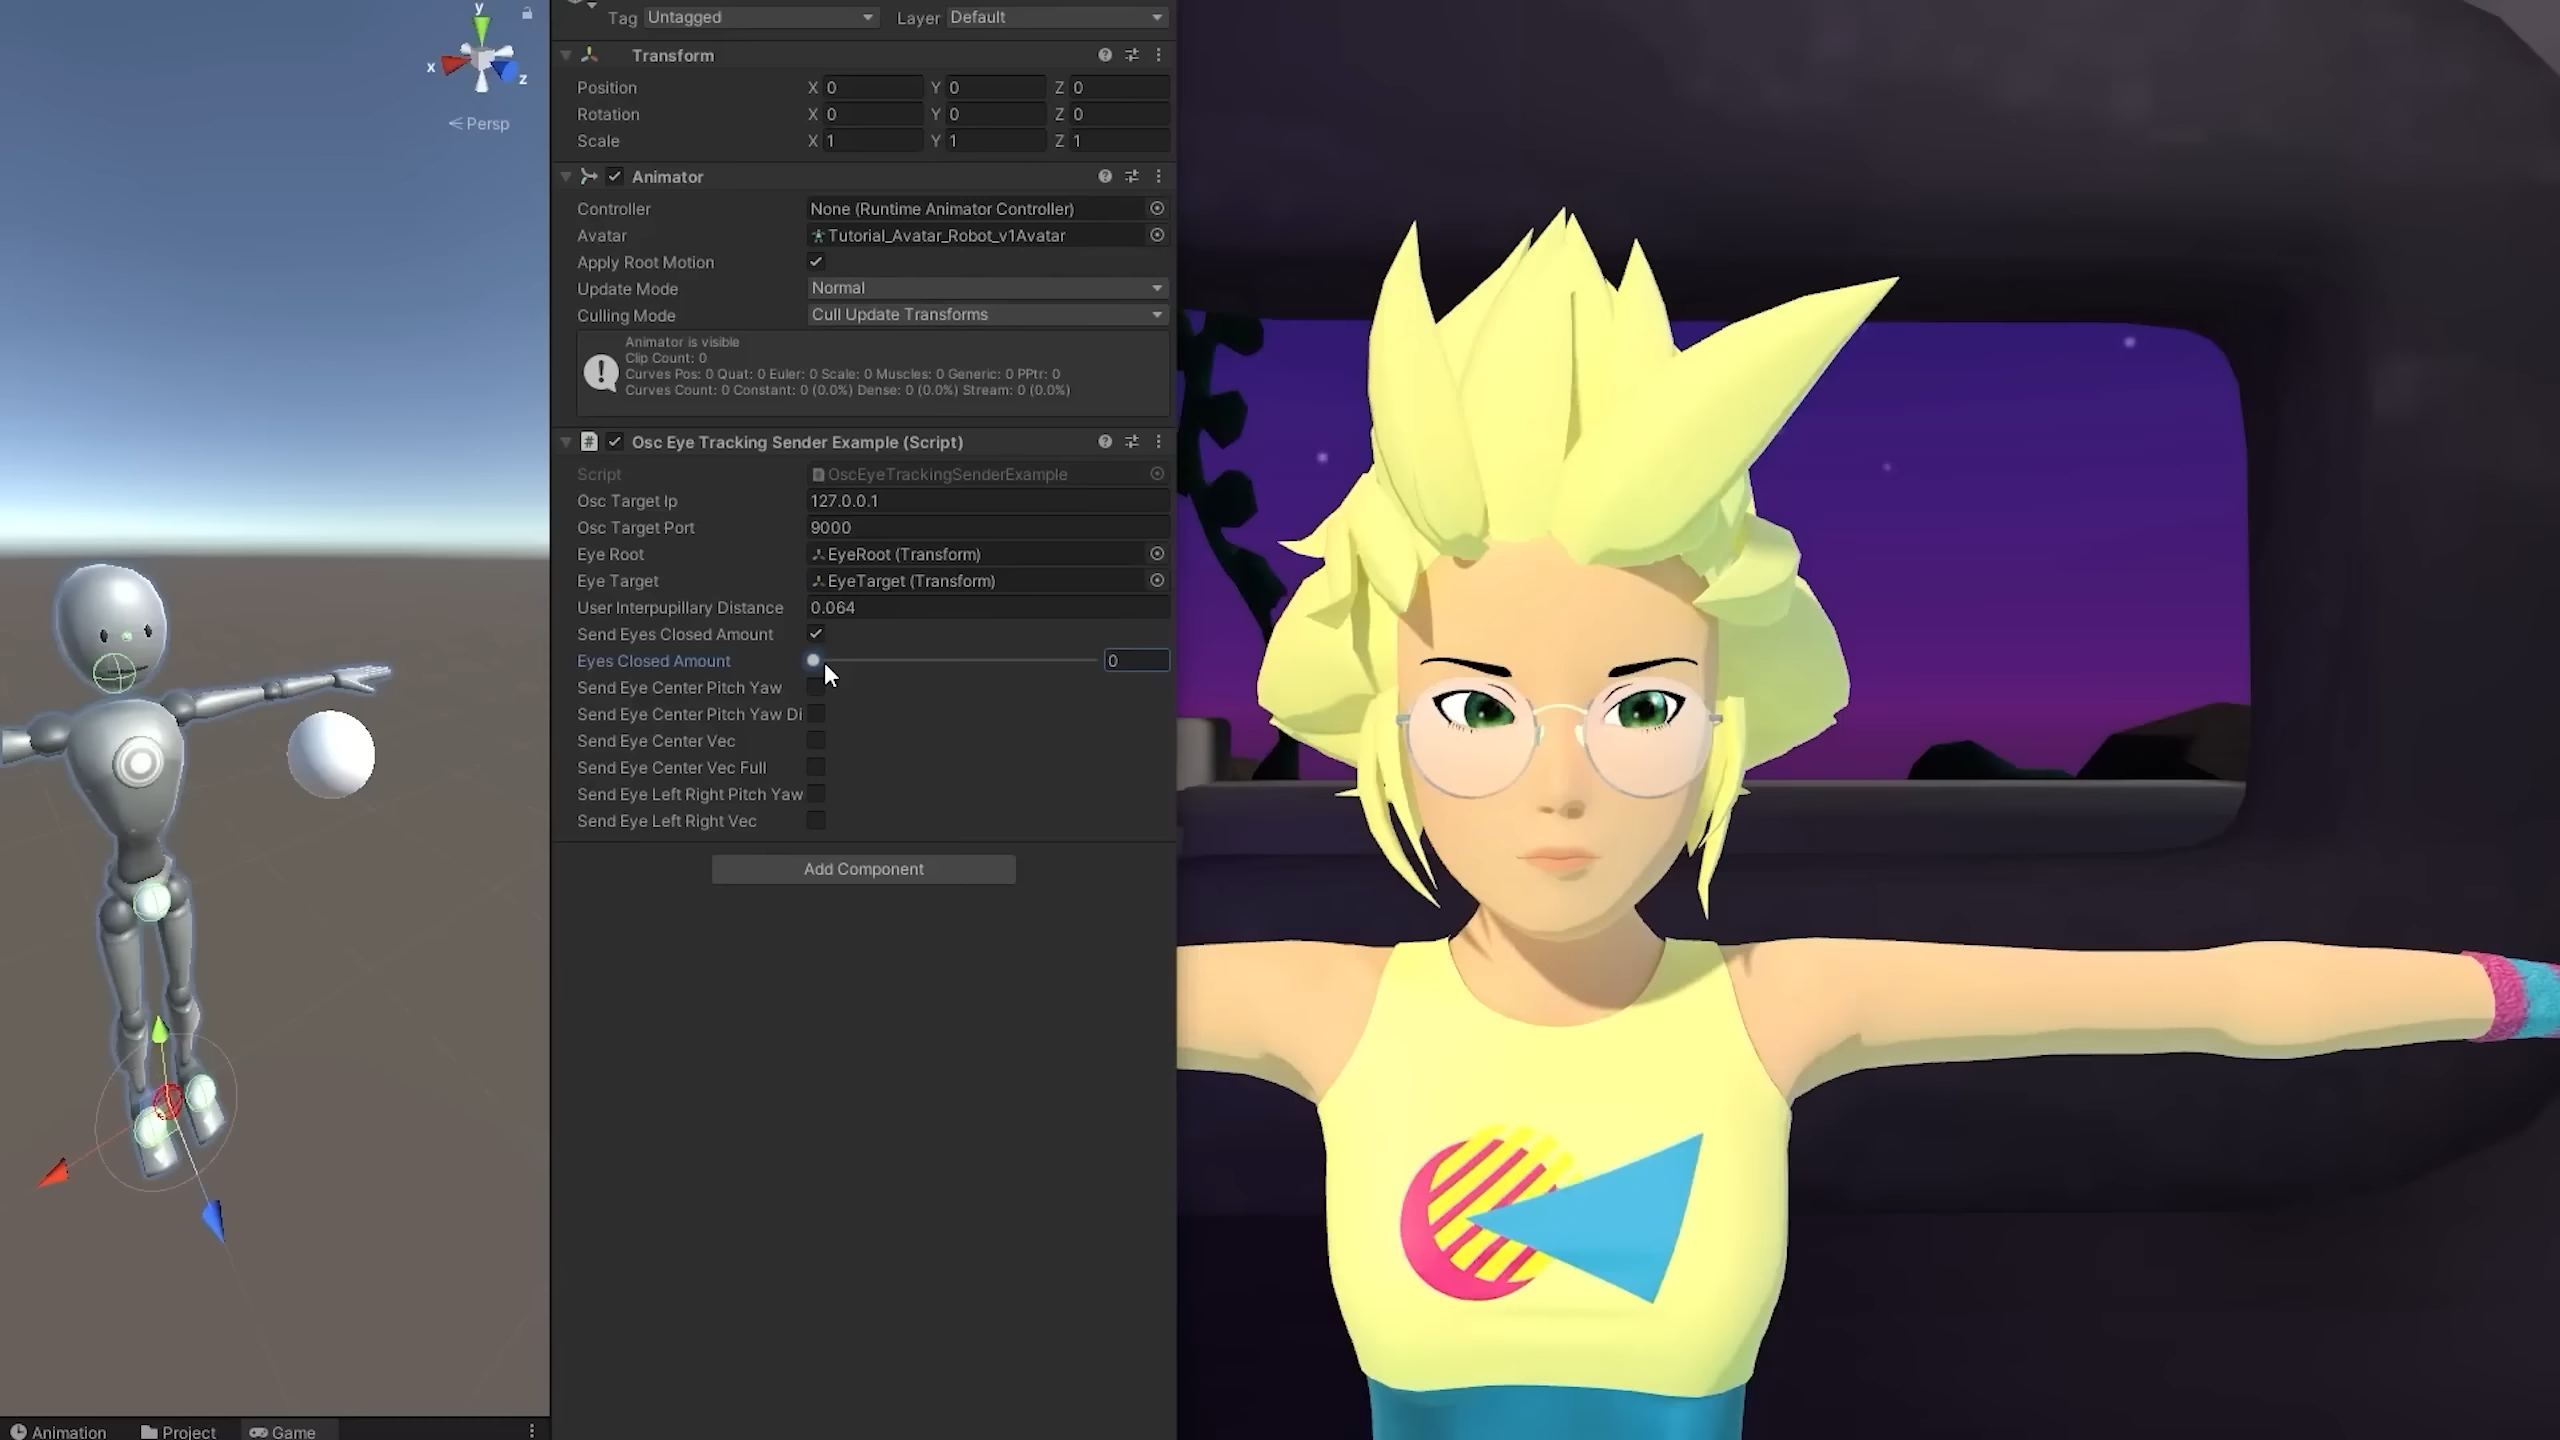 y
x
z
Persp
Tag Untagged Layer Default
Transform
Position X 0 Y 0 Z 0
Rotation X 0 Y 0 Z 0
Scale X 1 Y 1 Z 1
Animator
Controller None (Runtime Animator Controller)
Avatar Tutorial_Avatar_Robot_v1Avatar
Apply Root Motion
Update Mode Normal
Culling Mode Cull Update Transforms
Animator is visible
Clip Count: 0
Curves Pos: 0 Quat: 0 Euler: 0 Scale: 0 Muscles: 0 Generic: 0 PPtr: 0
Curves Count: 0 Constant: 0 (0.0%) Dense: 0 (0.0%) Stream: 0 (0.0%)
# Osc Eye Tracking Sender Example (Script)
Script OscEyeTrackingSenderExample
Osc Target Ip 127.0.0.1
Osc Target Port 9000
Eye Root EyeRoot (Transform)
Eye Target EyeTarget (Transform)
User Interpupillary Distance 0.064
Send Eyes Closed Amount
Eyes Closed Amount 0
Send Eye Center Pitch Yaw
Send Eye Center Pitch Yaw Di
Send Eye Center Vec
Send Eye Center Vec Full
Send Eye Left Right Pitch Yaw
Send Eye Left Right Vec
Add Component
Animation Project Game